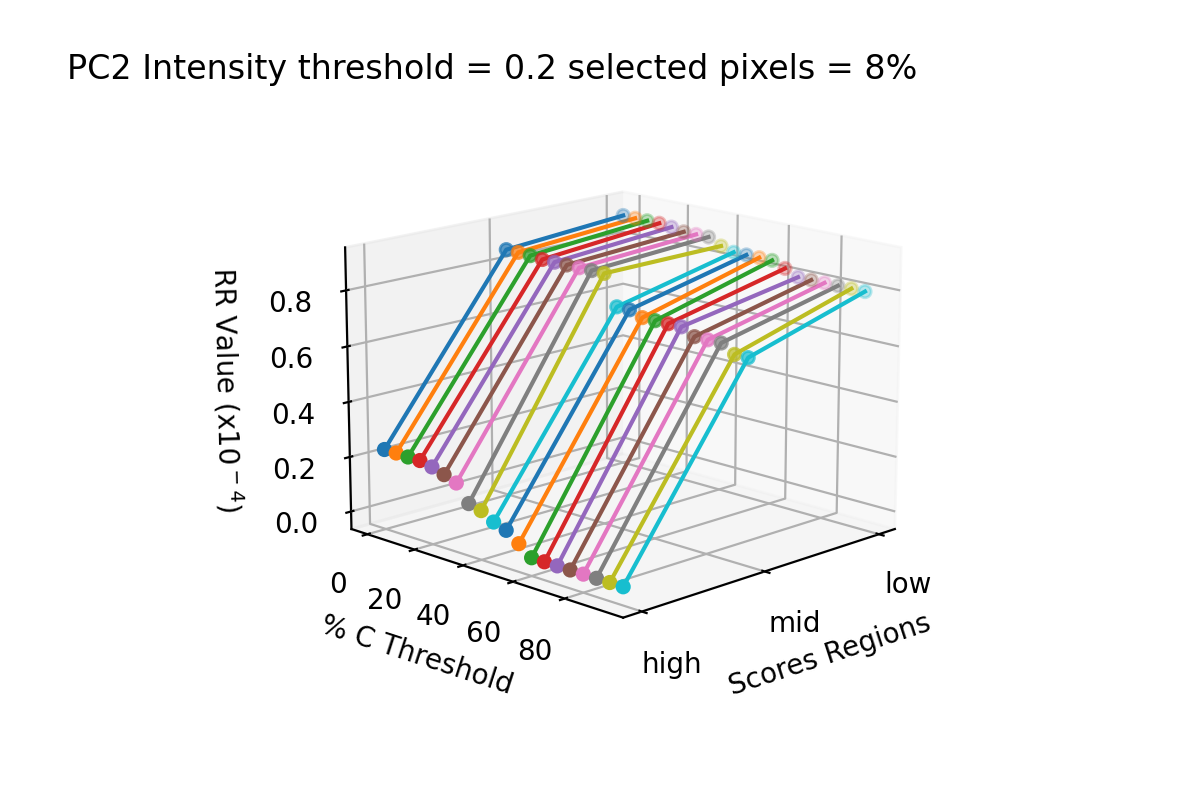 PC2 Intensity threshold = 0.2 selected pixels = 8%
RR Value (x10⁻⁴)
0.8
0.6
0.4
0.2
0.0
0
20
40
60
80
% C Threshold
high
mid
low
Scores Regions